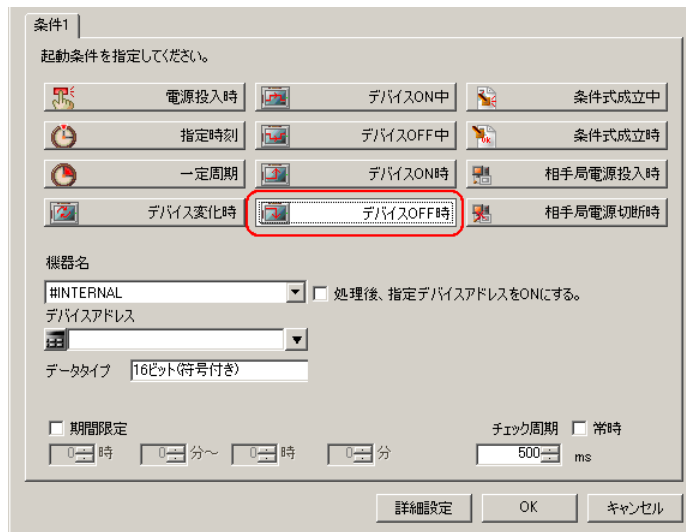 条件1
起動条件を指定してください。
電源投入時 デバイスON中 条件式成立中
指定時刻 デバイスOFF中 条件式成立時
一定周期 デバイスON時 相手局電源投入時
デバイス変化時 デバイスOFF時 相手局電源切断時
機器名
#INTERNAL 処理後、指定デバイスアドレスをONにする。
デバイスアドレス
データタイプ 16ビット(符号付き)
期間限定 チェック周期 常時
0時 0分～ 0時 0分 500 ms
詳細設定 OK キャンセル